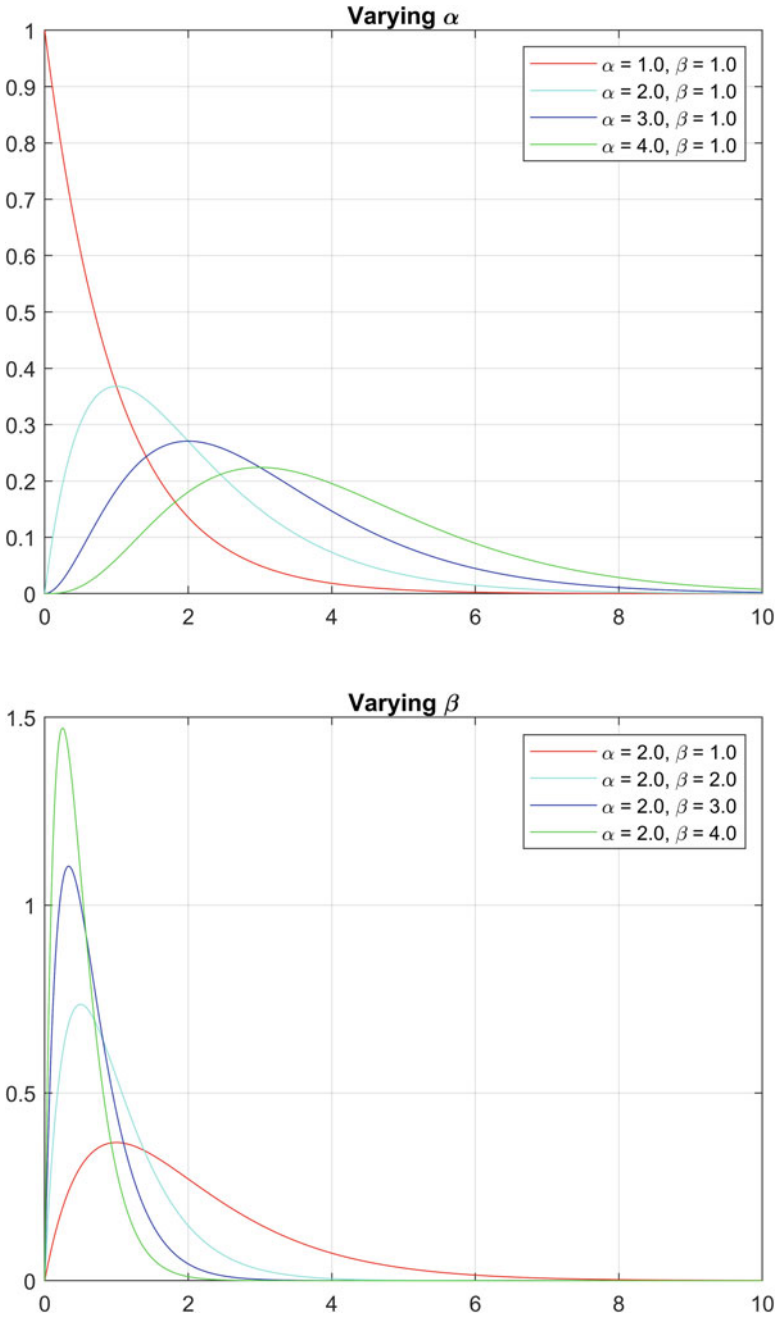 Varying α
1
0.9
0.8
0.7
0.6
0.5
0.4
0.3
0.2
0.1
0
α = 1.0, β = 1.0
α = 2.0, β = 1.0
α = 3.0, β = 1.0
α = 4.0, β = 1.0
0 2 4 6 8 10
Varying β
1.5
1
0.5
0
α = 2.0, β = 1.0
α = 2.0, β = 2.0
α = 2.0, β = 3.0
α = 2.0, β = 4.0
0 2 4 6 8 10